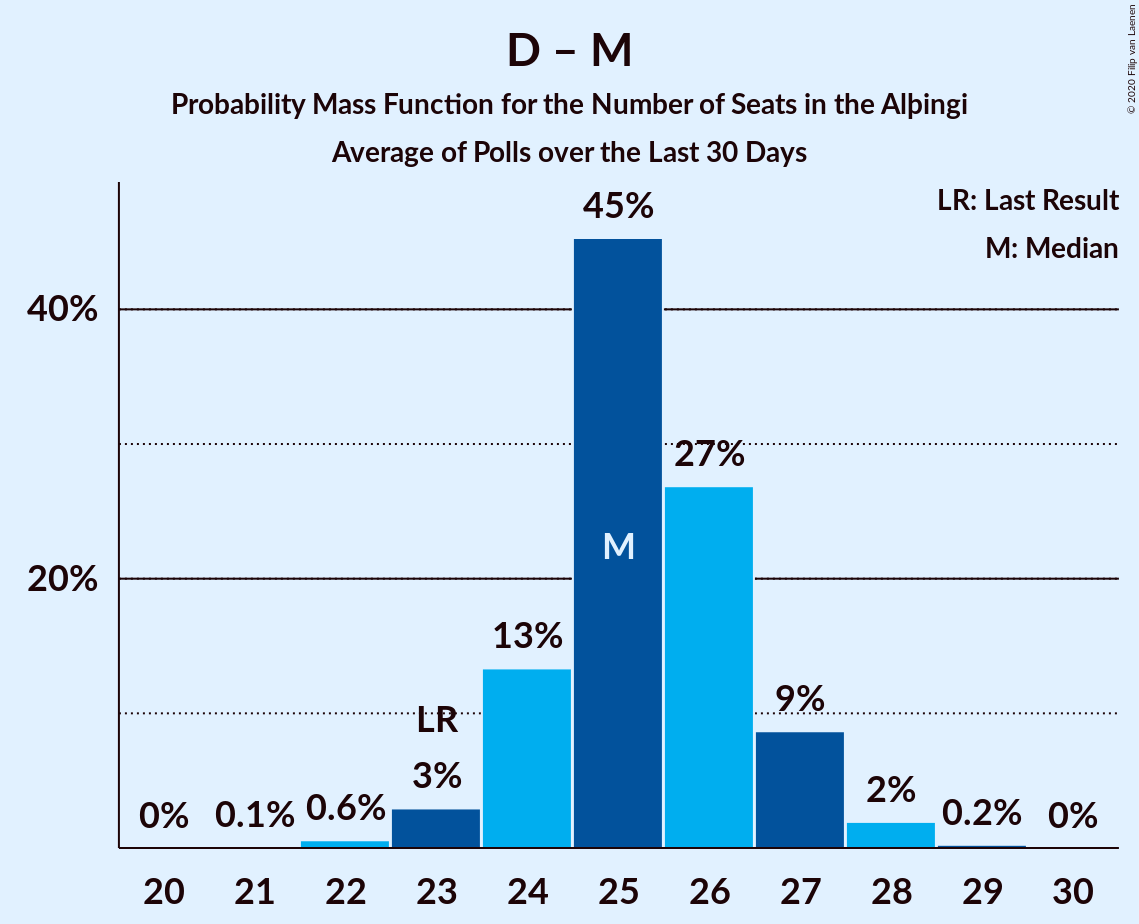 D – M
Probability Mass Function for the Number of Seats in the Alþingi
Average of Polls over the Last 30 Days
© 2020 Filip van Laenen
LR: Last Result
M: Median
45%
40%
27%
M
20%
13%
9%
LR
3%
2%
0%
0.1%
0.6%
0.2%
0%
20 21 22 23 24 25 26 27 28 29 30